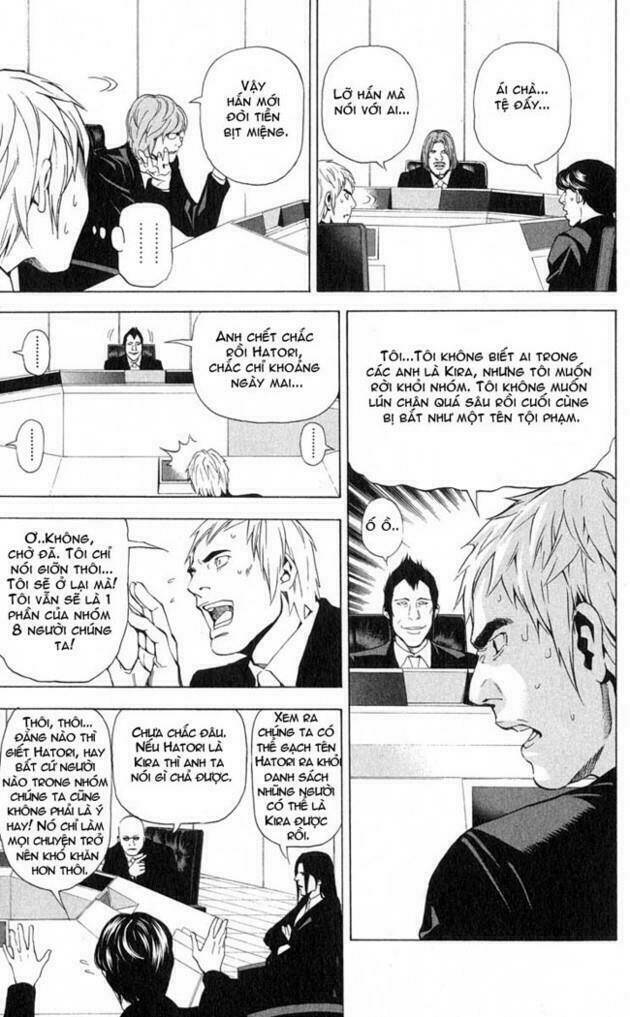 ÁI CHÀ...
TỆ ĐẤY...
LỠ HẮN MÀ
NÓI VỚI AI...
VẬY
HẮN MỚI
ĐÒI TIỀN
BỊT MIỆNG.
..........
...
TÔI...TÔI KHÔNG BIẾT AI TRONG
CÁC ANH LÀ KIRA, NHƯNG TÔI MUỐN
RỜI KHỎI NHÓM. TÔI KHÔNG MUỐN
LÚN CHÂN QUÁ SÂU RỒI CUỐI CÙNG
BỊ BẮT NHƯ MỘT TÊN TỘI PHẠM.
Ố Ồ..
ANH CHẾT CHẮC
RỒI HATORI,
CHẮC CHỈ KHOẢNG
NGÀY MAI...
........
........
Ơ..KHÔNG,
CHỜ ĐÃ. TÔI CHỈ
NÓI GIỠN THÔI...
TÔI SẼ Ở LẠI MÀ!
TÔI VẪN SẼ LÀ 1
PHẦN CỦA NHÓM
8 NGƯỜI CHÚNG
TA!
XEM RA
CHÚNG TA CÓ
THỂ GẠCH TÊN
HATORI RA KHỎI
DANH SÁCH
NHŨNG NGƯỜI
CÓ THỂ LÀ
KIRA ĐƯỢC
RỒI.
CHƯA CHẮC ĐÂU.
NẾU HATORI LÀ
KIRA THÌ ANH TA
NÓI GÌ CHẢ ĐƯỢC.
THÔI, THÔI...
ĐẰNG NÀO THÌ
GIẾT HATORI, HAY
BẤT CỨ NGƯỜI
NÀO TRONG NHÓM
CHÚNG TA CŨNG
KHÔNG PHẢI LÀ Ý
HAY! NÓ CHỈ LÀM
MỌI CHUYỆN TRỞ
NÊN KHÓ KHĂN
HƠN THÔI.